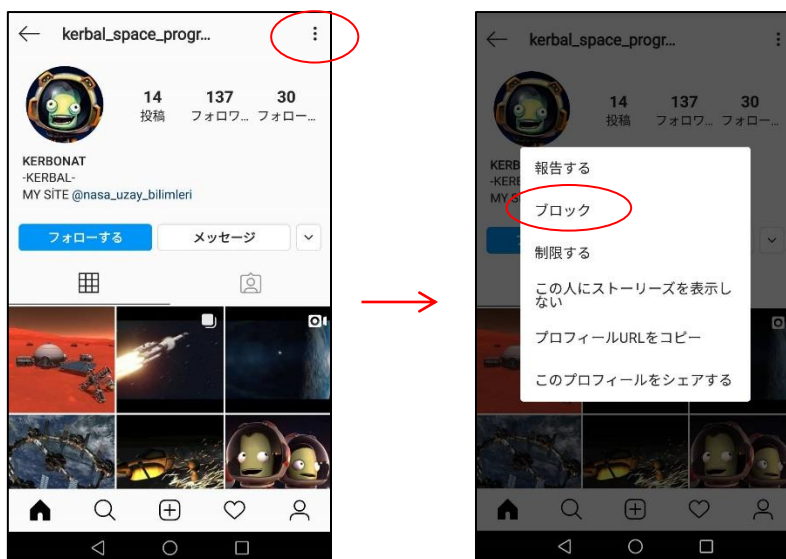 kerbal_space_progr...
14 137 30
投稿 フォロワ... フォロー...
KERBONAT
-KERBAL-
MY SİTE @nasa_uzay_bilimleri
フォローする メッセージ
kerbal_space_progr...
14 137 30
投稿 フォロワ... フォロー...
KERB
-KERB
MY S
報告する
ブロック
制限する
この人にストーリーズを表示し
ない
プロフィールURLをコピー
このプロフィールをシェアする